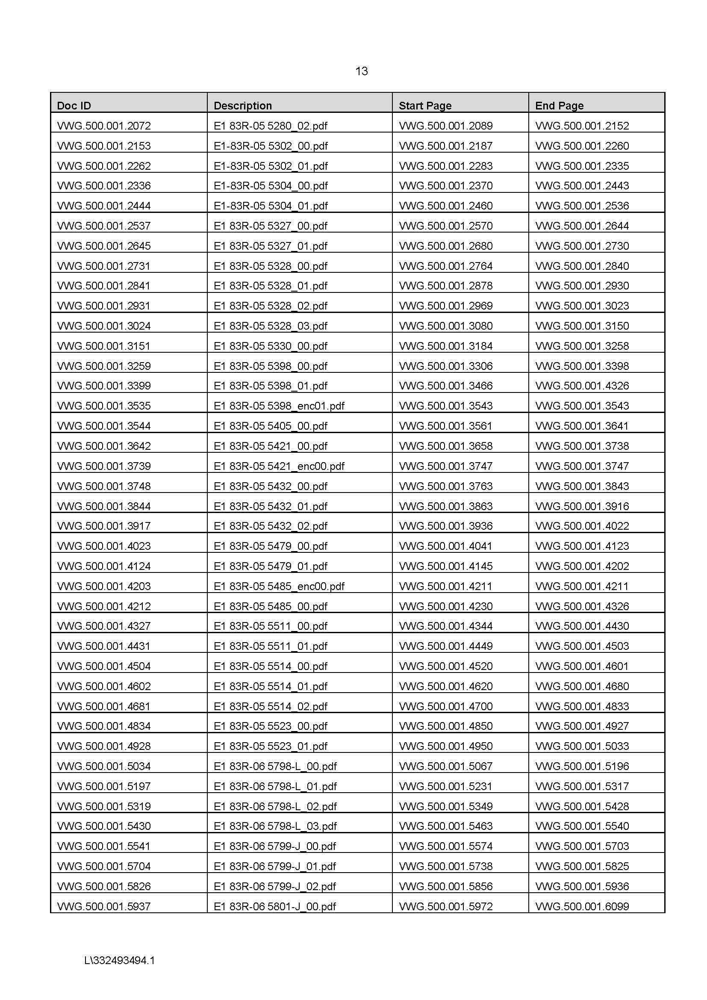 13
Doc ID Description Start Page End Page
VWG.500.001.2072 E1 83R-05 5280_02.pdf VWG.500.001.2089 VWG.500.001.2152
VWG.500.001.2153 E1-83R-05 5302_00.pdf VWG.500.001.2187 VWG.500.001.2260
VWG.500.001.2262 E1-83R-05 5302_01.pdf VWG.500.001.2283 VWG.500.001.2335
VWG.500.001.2336 E1-83R-05 5304_00.pdf VWG.500.001.2370 VWG.500.001.2443
VWG.500.001.2444 E1-83R-05 5304_01.pdf VWG.500.001.2460 VWG.500.001.2536
VWG.500.001.2537 E1 83R-05 5327_00.pdf VWG.500.001.2570 VWG.500.001.2644
VWG.500.001.2645 E1 83R-05 5327_01.pdf VWG.500.001.2680 VWG.500.001.2730
VWG.500.001.2731 E1 83R-05 5328_00.pdf VWG.500.001.2764 VWG.500.001.2840
VWG.500.001.2841 E1 83R-05 5328_01.pdf VWG.500.001.2878 VWG.500.001.2930
VWG.500.001.2931 E1 83R-05 5328_02.pdf VWG.500.001.2969 VWG.500.001.3023
VWG.500.001.3024 E1 83R-05 5328_03.pdf VWG.500.001.3080 VWG.500.001.3150
VWG.500.001.3151 E1 83R-05 5330_00.pdf VWG.500.001.3184 VWG.500.001.3258
VWG.500.001.3259 E1 83R-05 5398_00.pdf VWG.500.001.3306 VWG.500.001.3398
VWG.500.001.3399 E1 83R-05 5398_01.pdf VWG.500.001.3466 VWG.500.001.4326
VWG.500.001.3535 E1 83R-05 5398_enc01.pdf VWG.500.001.3543 VWG.500.001.3543
VWG.500.001.3544 E1 83R-05 5405_00.pdf VWG.500.001.3561 VWG.500.001.3641
VWG.500.001.3642 E1 83R-05 5421_00.pdf VWG.500.001.3658 VWG.500.001.3738
VWG.500.001.3739 E1 83R-05 5421_enc00.pdf VWG.500.001.3747 VWG.500.001.3747
VWG.500.001.3748 E1 83R-05 5432_00.pdf VWG.500.001.3763 VWG.500.001.3843
VWG.500.001.3844 E1 83R-05 5432_01.pdf VWG.500.001.3863 VWG.500.001.3916
VWG.500.001.3917 E1 83R-05 5432_02.pdf VWG.500.001.3936 VWG.500.001.4022
VWG.500.001.4023 E1 83R-05 5479_00.pdf VWG.500.001.4041 VWG.500.001.4123
VWG.500.001.4124 E1 83R-05 5479_01.pdf VWG.500.001.4145 VWG.500.001.4202
VWG.500.001.4203 E1 83R-05 5485_enc00.pdf VWG.500.001.4211 VWG.500.001.4211
VWG.500.001.4212 E1 83R-05 5485_00.pdf VWG.500.001.4230 VWG.500.001.4326
VWG.500.001.4327 E1 83R-05 5511_00.pdf VWG.500.001.4344 VWG.500.001.4430
VWG.500.001.4431 E1 83R-05 5511_01.pdf VWG.500.001.4449 VWG.500.001.4503
VWG.500.001.4504 E1 83R-05 5514_00.pdf VWG.500.001.4520 VWG.500.001.4601
VWG.500.001.4602 E1 83R-05 5514_01.pdf VWG.500.001.4620 VWG.500.001.4680
VWG.500.001.4681 E1 83R-05 5514_02.pdf VWG.500.001.4700 VWG.500.001.4833
VWG.500.001.4834 E1 83R-05 5523_00.pdf VWG.500.001.4850 VWG.500.001.4927
VWG.500.001.4928 E1 83R-05 5523_01.pdf VWG.500.001.4950 VWG.500.001.5033
VWG.500.001.5034 E1 83R-06 5798-L_00.pdf VWG.500.001.5067 VWG.500.001.5196
VWG.500.001.5197 E1 83R-06 5798-L_01.pdf VWG.500.001.5231 VWG.500.001.5317
VWG.500.001.5319 E1 83R-06 5798-L_02.pdf VWG.500.001.5349 VWG.500.001.5428
VWG.500.001.5430 E1 83R-06 5798-L_03.pdf VWG.500.001.5463 VWG.500.001.5540
VWG.500.001.5541 E1 83R-06 5799-J_00.pdf VWG.500.001.5574 VWG.500.001.5703
VWG.500.001.5704 E1 83R-06 5799-J_01.pdf VWG.500.001.5738 VWG.500.001.5825
VWG.500.001.5826 E1 83R-06 5799-J_02.pdf VWG.500.001.5856 VWG.500.001.5936
VWG.500.001.5937 E1 83R-06 5801-J_00.pdf VWG.500.001.5972 VWG.500.001.6099
L\332493494.1